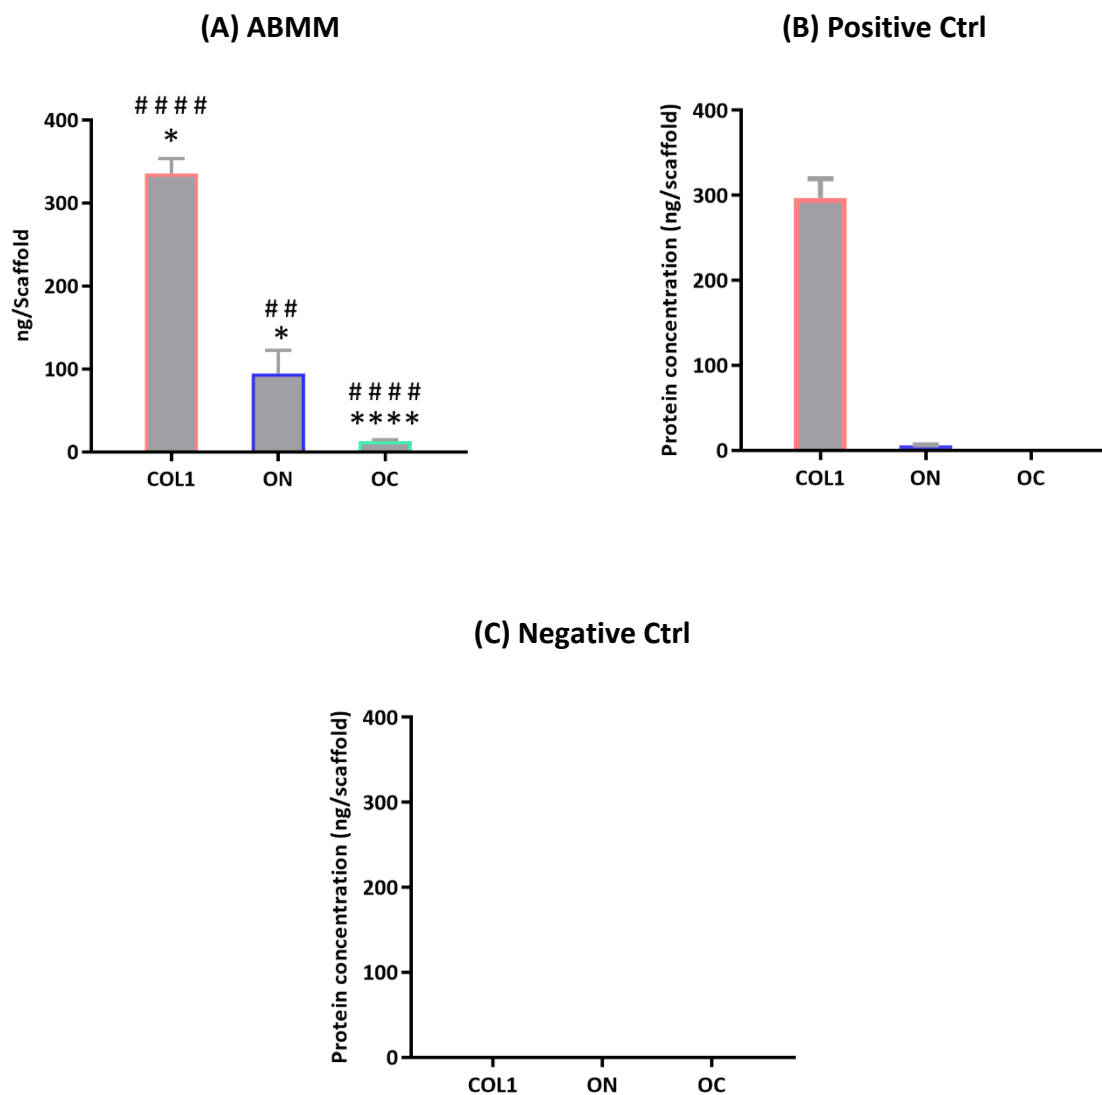 (A) ABMM
(B) Positive Ctrl
# # # #
*
# #
*
# # # #
****
400
300
200
100
0
ng/Scaffold
COL1 ON OC
400
300
200
100
0
Protein concentration (ng/scaffold)
COL1 ON OC
(C) Negative Ctrl
400
300
200
100
0
Protein concentration (ng/scaffold)
COL1 ON OC